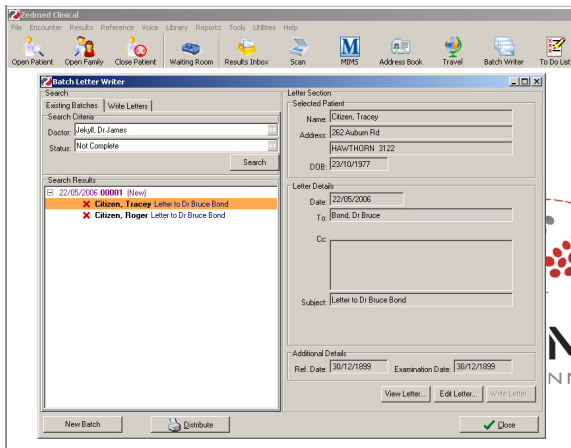 Zedmed Clinical
File Encounter Results Reference Voice Library Reports Tools Utilities Help
Open Patient Open Family Close Patient Waiting Room Results Inbox Scan MIMS Address Book Travel Batch Writer To Do List
Batch Letter Writer
Search
Existing Batches Write Letters
Search Criteria
Doctor: Jekyll, Dr James
Status: Not Complete
Search
Search Results
22/05/2006 00001 (New)
Citizen, Tracey Letter to Dr Bruce Bond
Citizen, Roger Letter to Dr Bruce Bond
New Batch Distribute
Letter Section
Selected Patient
Name: Citizen, Tracey
Address: 262 Auburn Rd
HAWTHORN 3122
DOB: 23/10/1977
Letter Details
Date: 22/05/2006
To: Bond, Dr Bruce
Cc:
Subject: Letter to Dr Bruce Bond
Additional Details
Ref. Date: 30/12/1899 Examination Date: 30/12/1899
View Letter... Edit Letter... Write Letter...
Close